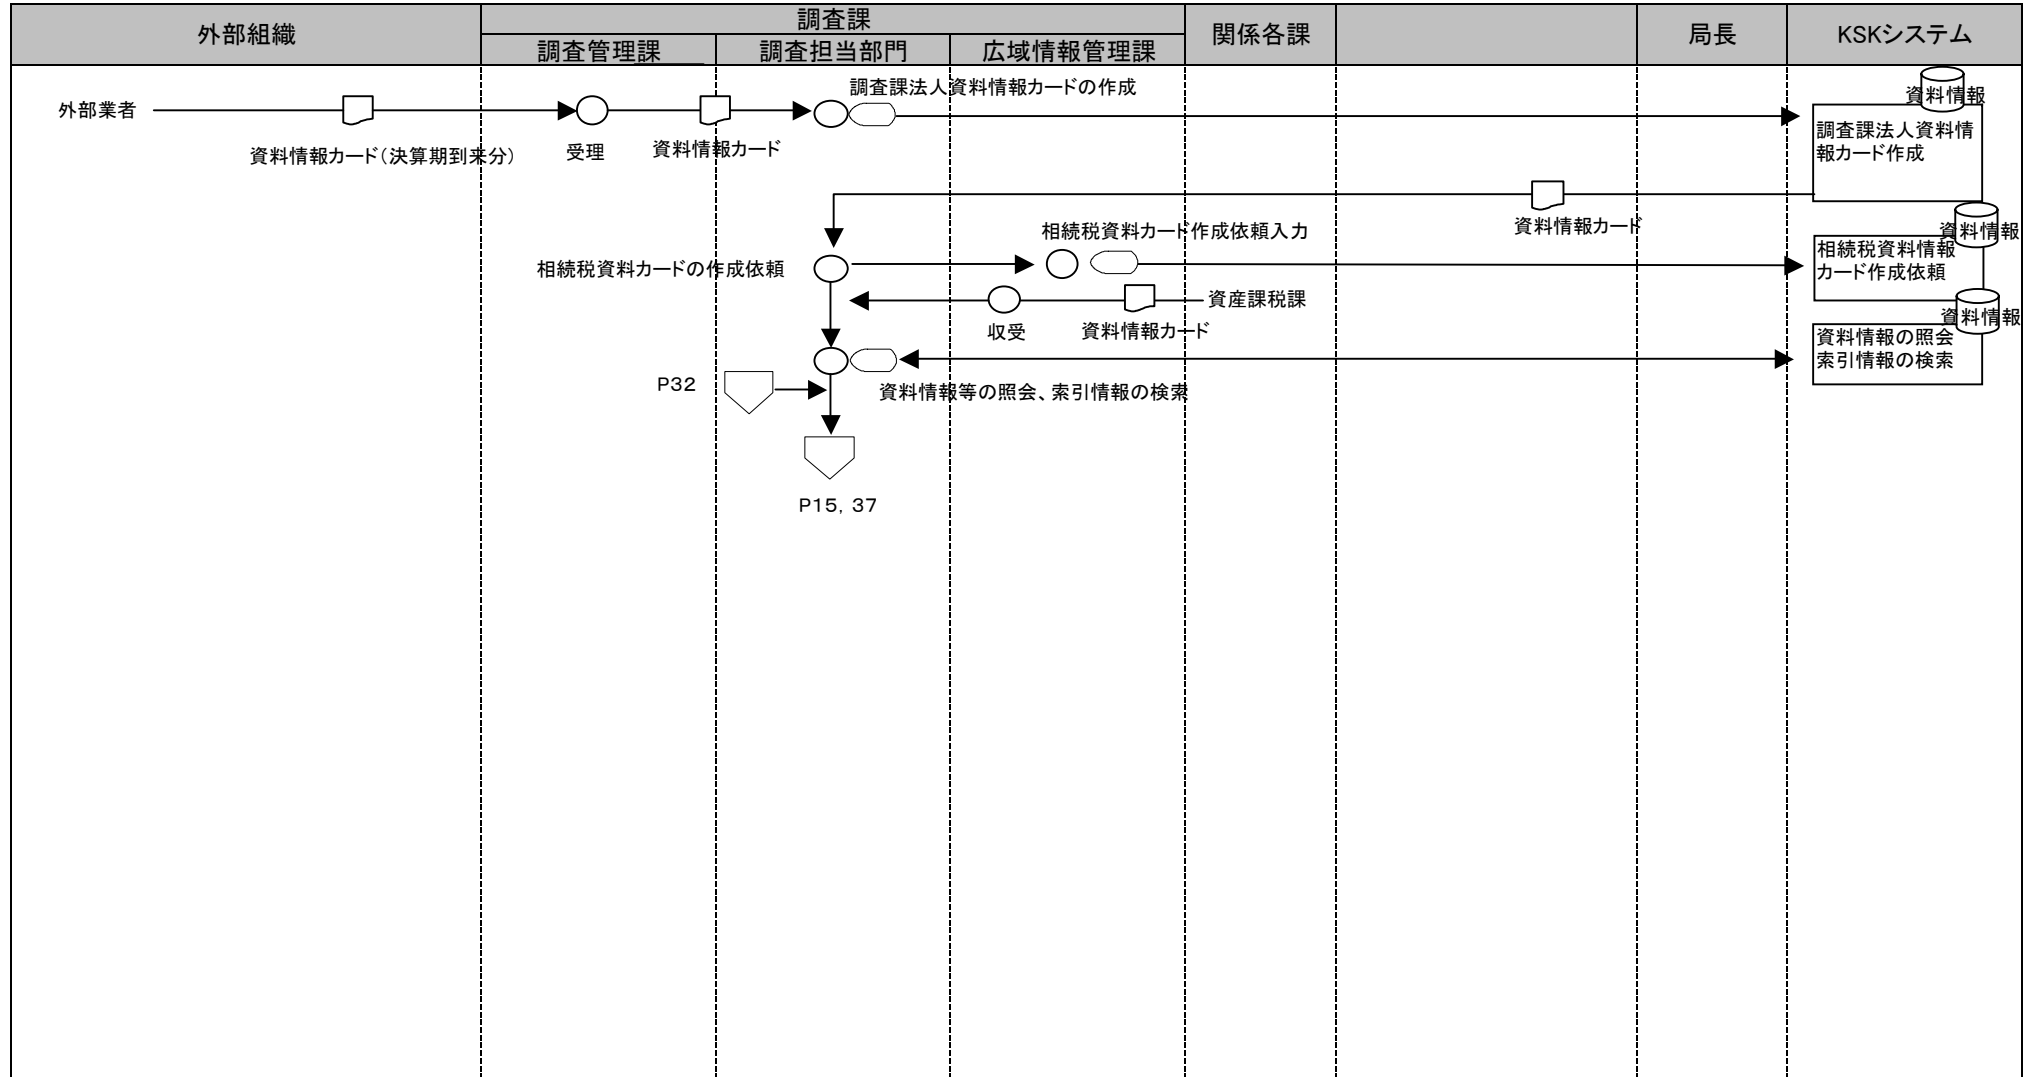 外部組織
調査課
調査管理課
調査担当部門
広域情報管理課
関係各課
局長
KSKシステム
外部業者
資料情報カード（決算期到来分）
受理
資料情報カード
調査課法人資料情報カードの作成
資料情報
調査課法人資料情
報カード作成
資料情報カード
相続税資料カードの作成依頼
相続税資料カード作成依頼入力
資料情報
相続税資料情報
カード作成依頼
収受
資料情報カード
資産課税課
資料情報
資料情報の照会
索引情報の検索
資料情報等の照会、索引情報の検索
P32
P15，37